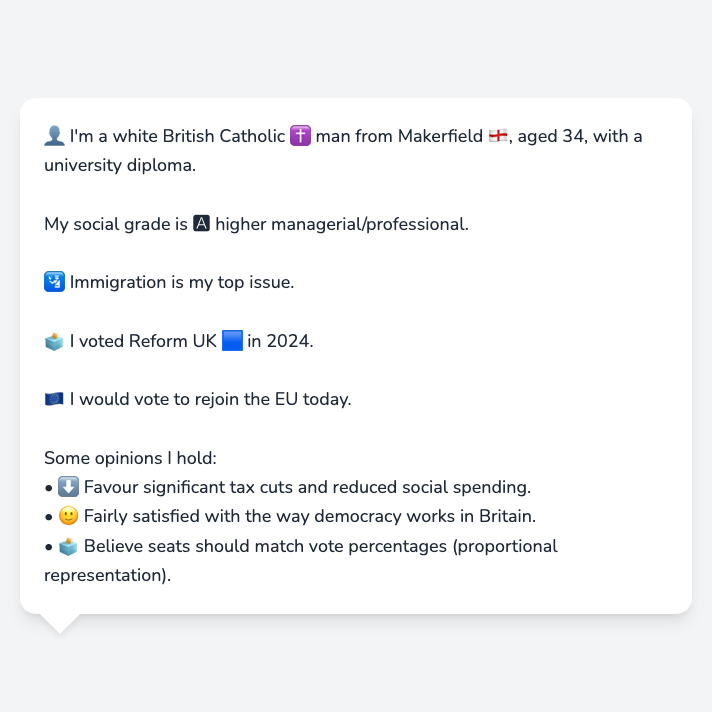 👤 I'm a white British Catholic ✝️ man from Makerfield 🏴󠁧󠁢󠁥󠁮󠁧󠁿, aged 34, with a
university diploma.
My social grade is 🅰 higher managerial/professional.
🛂 Immigration is my top issue.
🗳️ I voted Reform UK 🟦 in 2024.
🇪🇺 I would vote to rejoin the EU today.
Some opinions I hold:
• ⬇️ Favour significant tax cuts and reduced social spending.
• 🙂 Fairly satisfied with the way democracy works in Britain.
• 🗳️ Believe seats should match vote percentages (proportional
representation).